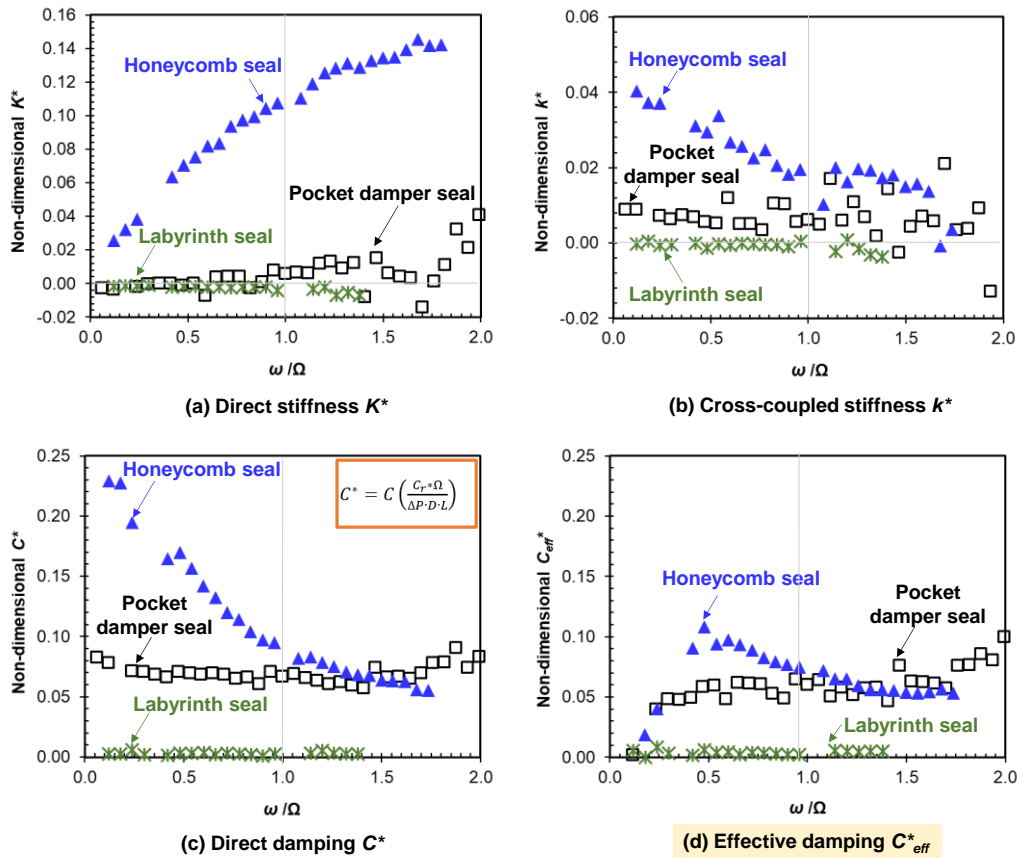 Non-dimensional K*
0.16
0.14
0.12
0.10
0.08
0.06
0.04
0.02
0.00
-0.02
Honeycomb seal
Pocket damper seal
Labyrinth seal
0.0 0.5 1.0 1.5 2.0
ω /Ω
(a) Direct stiffness K*
Non-dimensional k*
0.06
0.04
0.02
0.00
-0.02
Honeycomb seal
Pocket
damper seal
Labyrinth seal
0.0 0.5 1.0 1.5 2.0
ω/Ω
(b) Cross-coupled stiffness k*
Non-dimensional C*
0.25
0.20
0.15
0.10
0.05
0.00
Honeycomb seal
C* = C (Cr*Ω / ΔP·D·L)
Pocket
damper seal
Labyrinth seal
0.0 0.5 1.0 1.5 2.0
ω /Ω
(c) Direct damping C*
Non-dimensional Ceff*
0.25
0.20
0.15
0.10
0.05
0.00
Honeycomb seal
Pocket
damper seal
Labyrinth seal
0.0 0.5 1.0 1.5 2.0
ω /Ω
(d) Effective damping C*eff